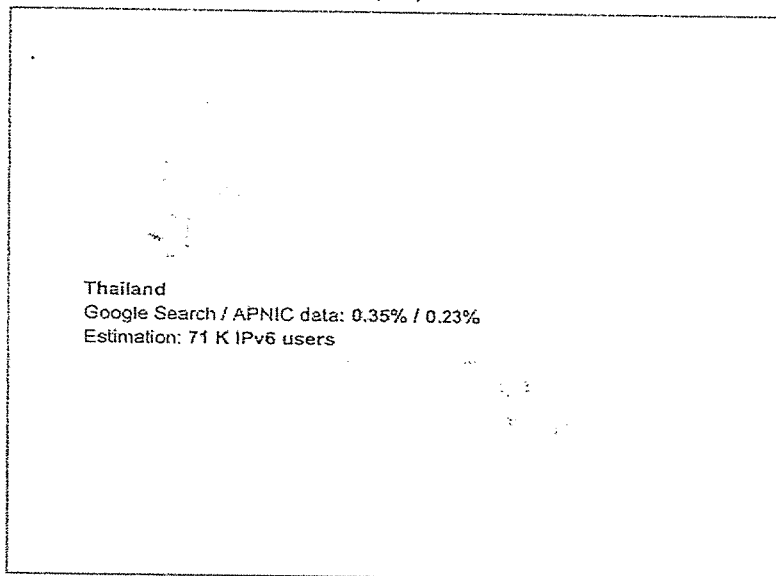 Thailand
Google Search / APNIC data: 0.35% / 0.23%
Estimation: 71 K IPv6 users